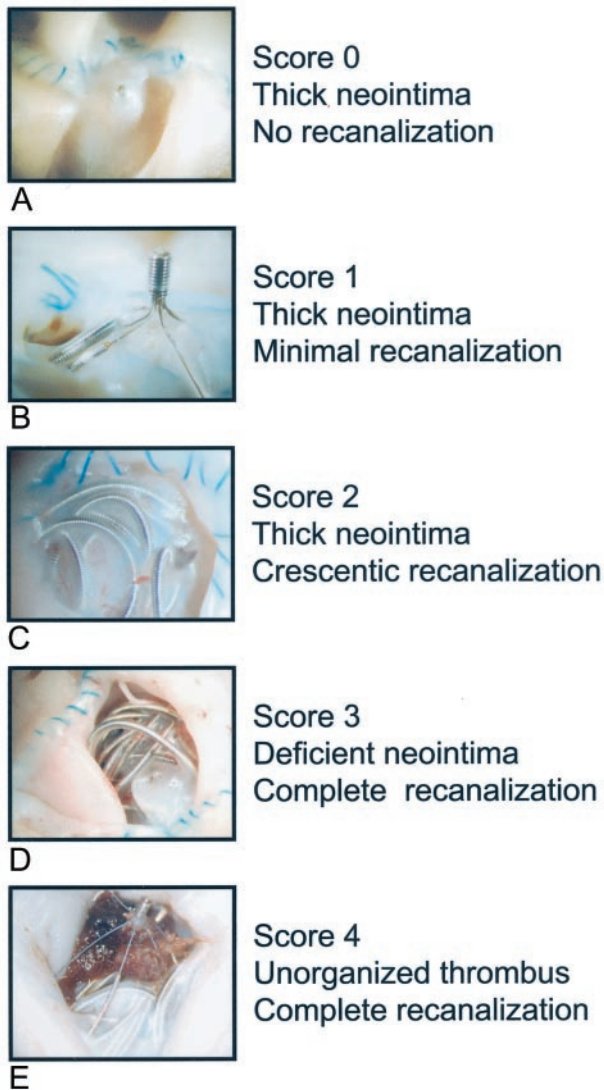 Score 0
Thick neointima
No recanalization
A
Score 1
Thick neointima
Minimal recanalization
B
Score 2
Thick neointima
Crescentic recanalization
C
Score 3
Deficient neointima
Complete recanalization
D
Score 4
Unorganized thrombus
Complete recanalization
E